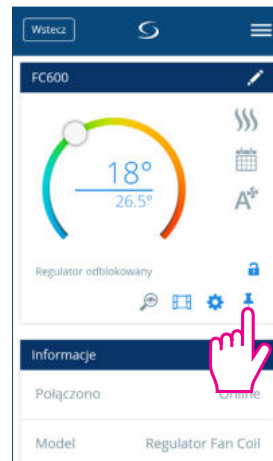 Wstecz
FC600
18°
26.5°
A
Regulator odblokowany
Informacje
Połączono Online
Model Regulator Fan Coil